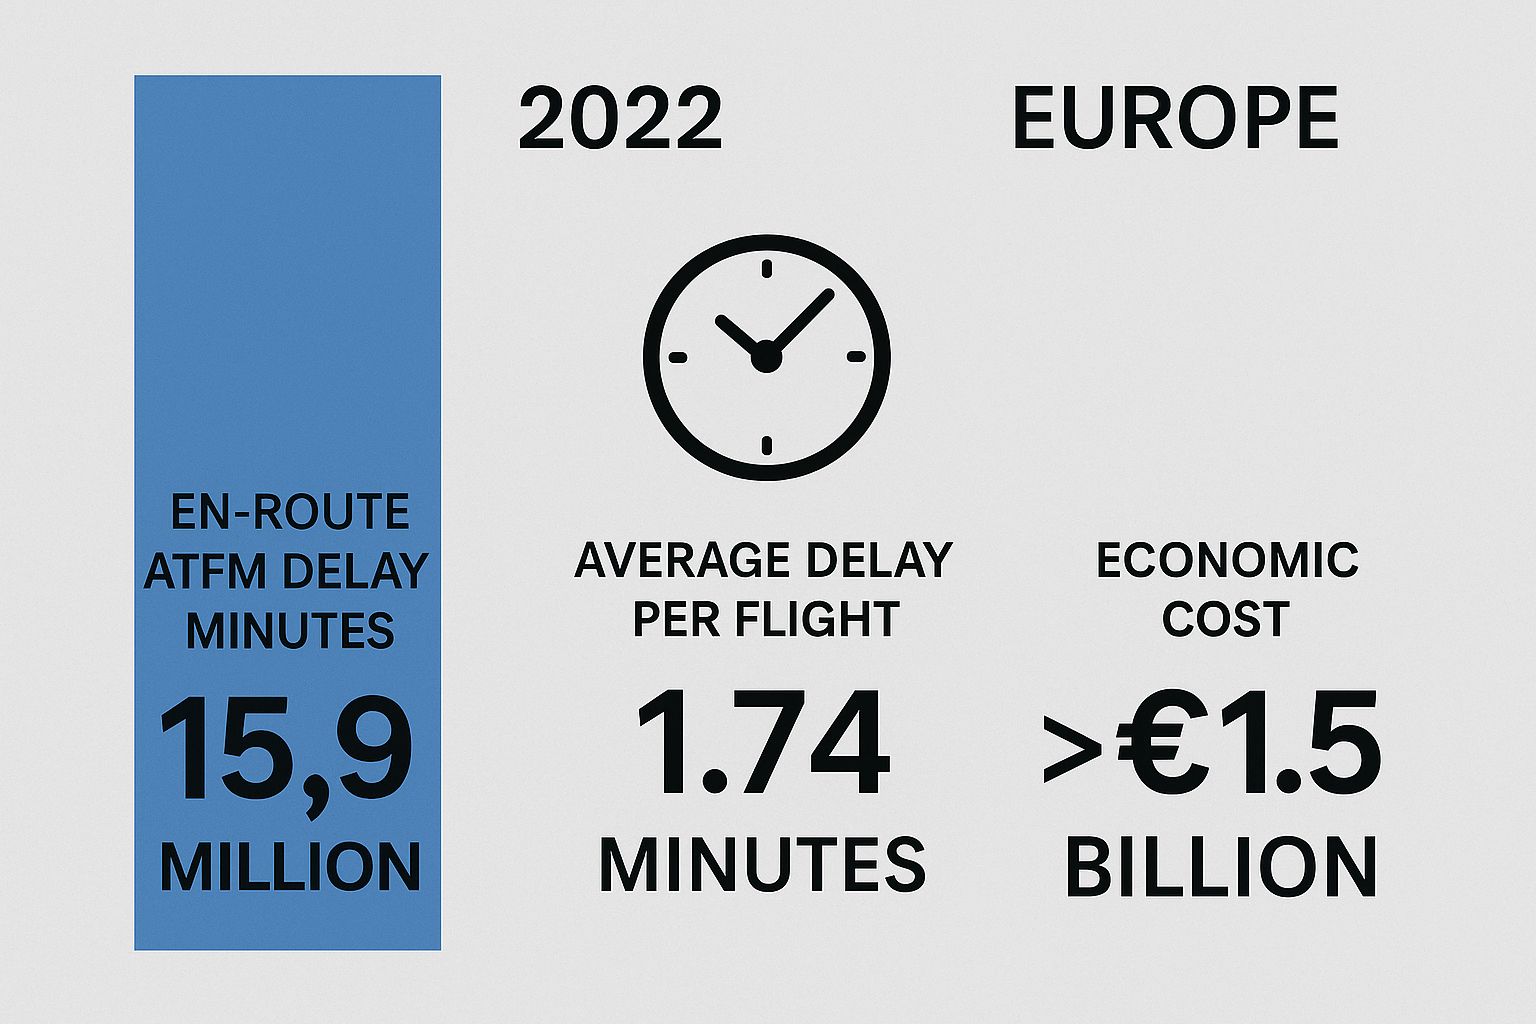 2022
EUROPE
EN-ROUTE
ATFM DELAY
MINUTES
15,9
MILLION
AVERAGE DELAY
PER FLIGHT
1.74
MINUTES
ECONOMIC
COST
>€1.5
BILLION